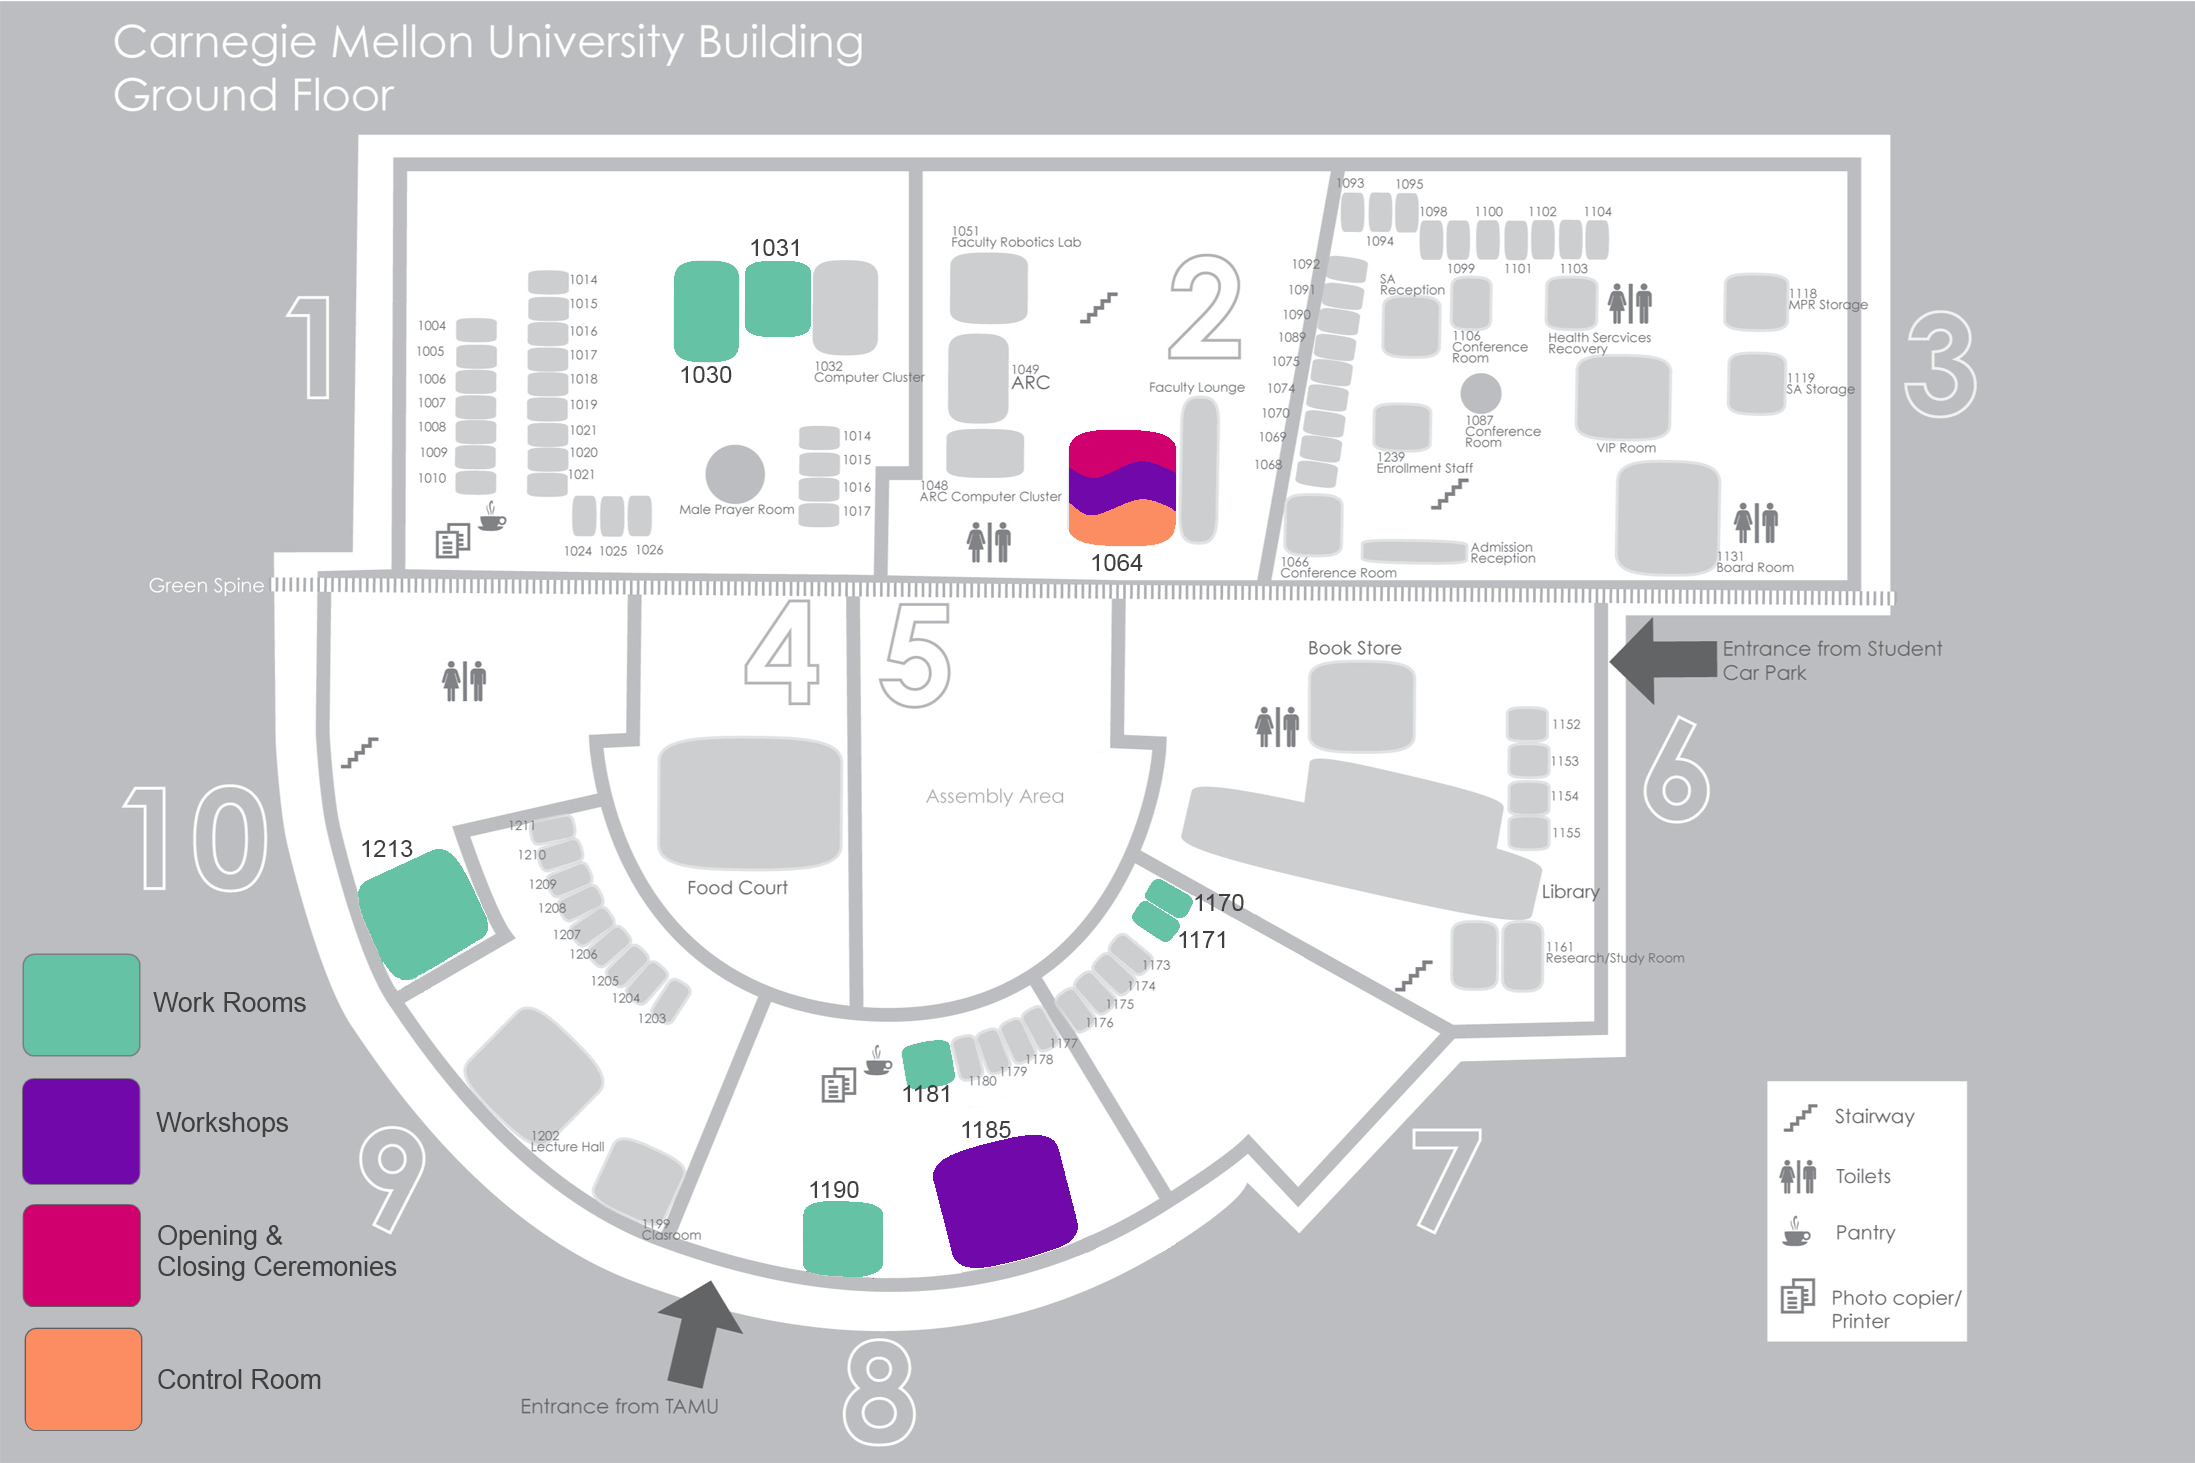 Carnegie Mellon University Building
Ground Floor
1
1004
1005
1006
1007
1008
1009
1010
1014
1015
1016
1017
1018
1019
1021
1020
1021
1024
1025
1026
1030
1031
1032
Computer Cluster
Male Prayer Room
1014
1015
1016
1017
2
1051
Faculty Robotics Lab
1049
ARC
1048
ARC Computer Cluster
Faculty Lounge
1064
3
1093
1095
1094
1098
1100
1102
1104
1099
1101
1103
1092
1091
1090
1089
1075
1074
1070
1069
1068
SA
Reception
1106
Conference
Room
Health Sercvices
Recovery
1087
Conference
Room
1239
Enrollment Staff
VIP Room
1118
MPR Storage
1119
SA Storage
1066
Conference Room
Admission
Reception
1131
Board Room
Green Spine
4
5
Food Court
Assembly Area
Book Store
Entrance from Student
Car Park
6
1152
1153
1154
1155
Library
1161
Research/Study Room
10
1213
1211
1210
1209
1208
1207
1206
1205
1204
1203
9
1202
Lecture Hall
1199
Clasroom
1170
1171
1173
1174
1175
1176
1177
1178
1179
1180
1181
1185
1190
7
8
Entrance from TAMU
Work Rooms
Workshops
Opening &
Closing Ceremonies
Control Room
Stairway
Toilets
Pantry
Photo copier/
Printer